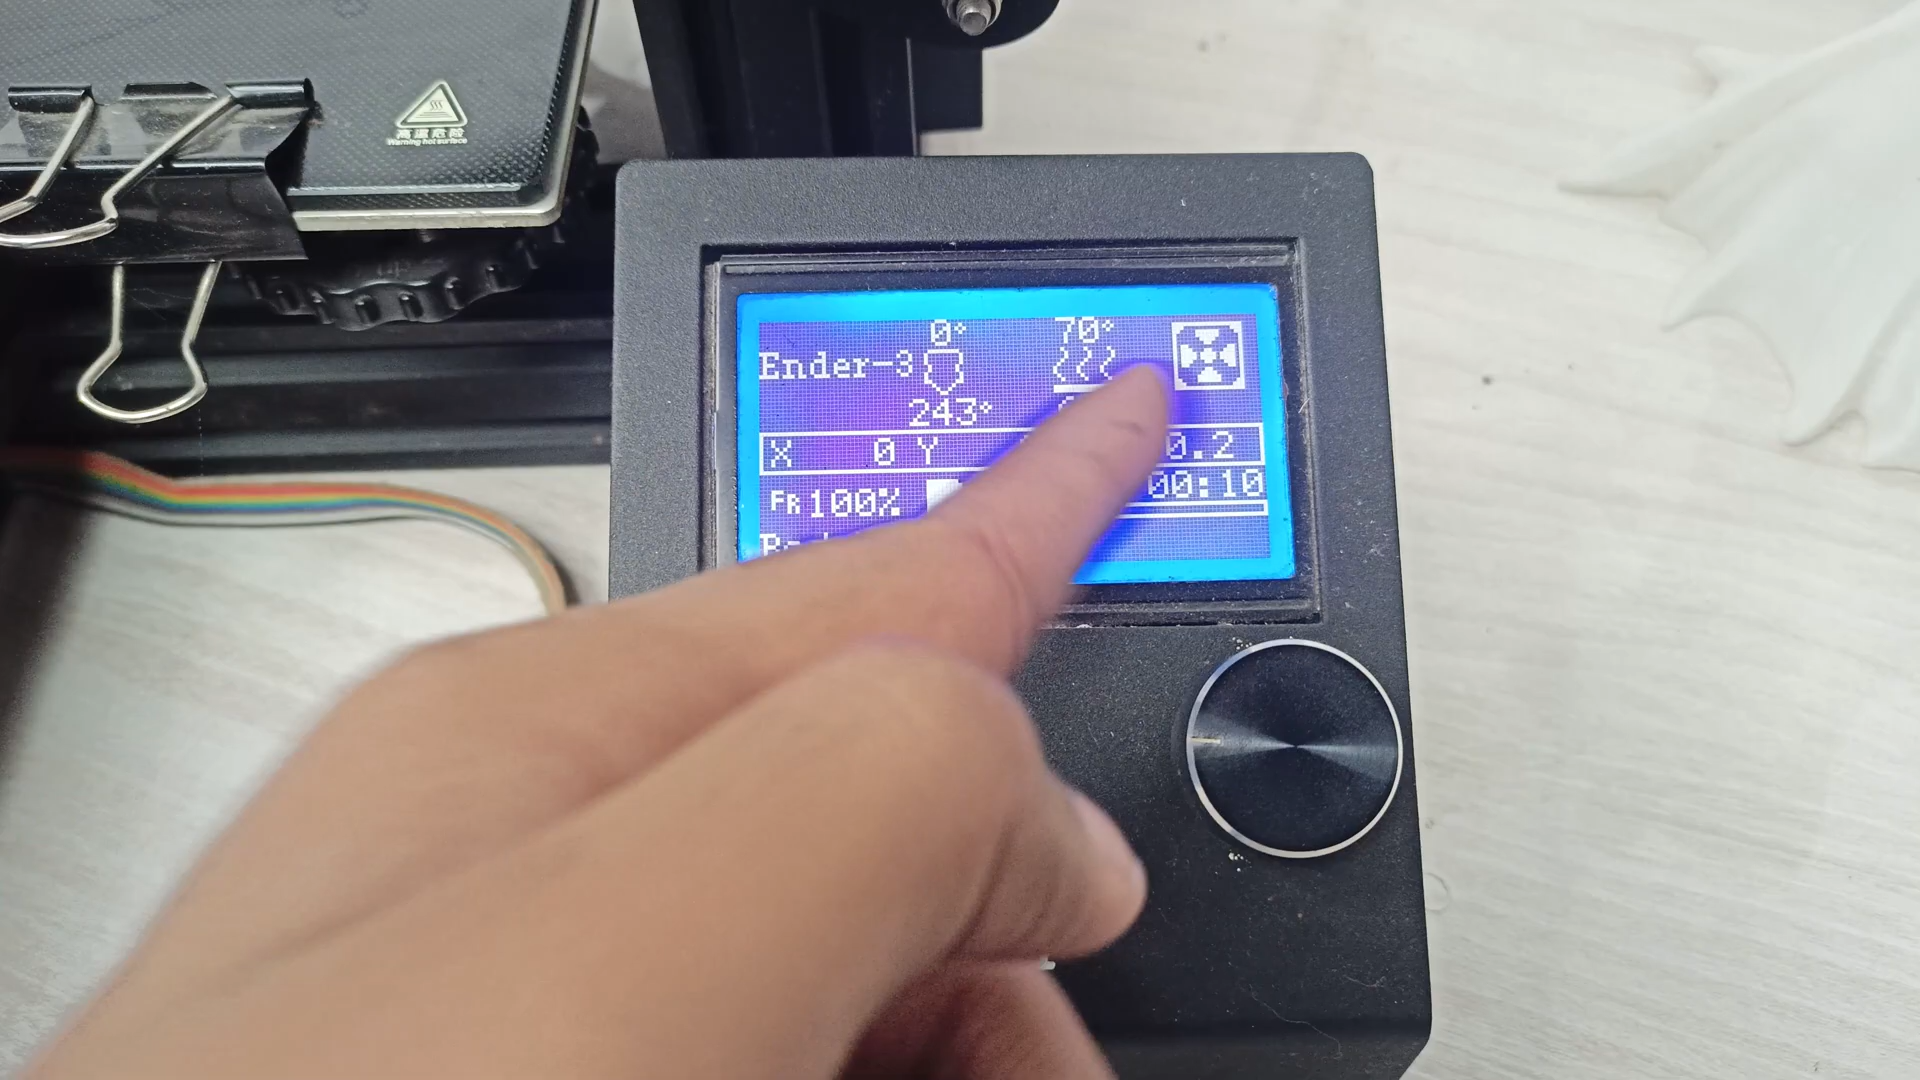 高温危险
Warning hot surface
0° 70°
Ender-3
243°
X 0 Y 0.2
FR 100% 00:10